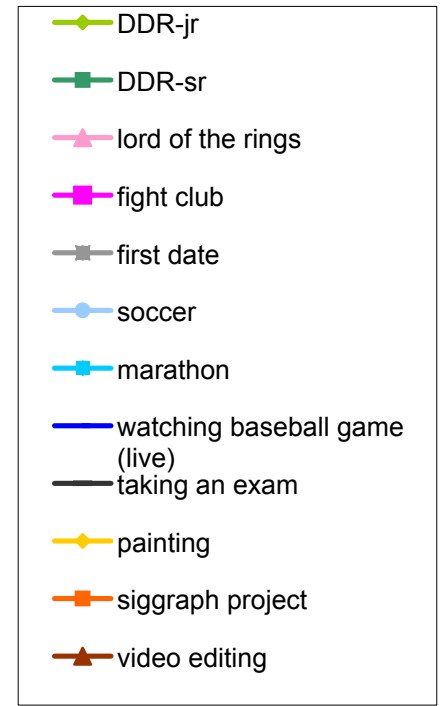 DDR-jr
DDR-sr
lord of the rings
fight club
first date
soccer
marathon
watching baseball game
(live)
taking an exam
painting
siggraph project
video editing